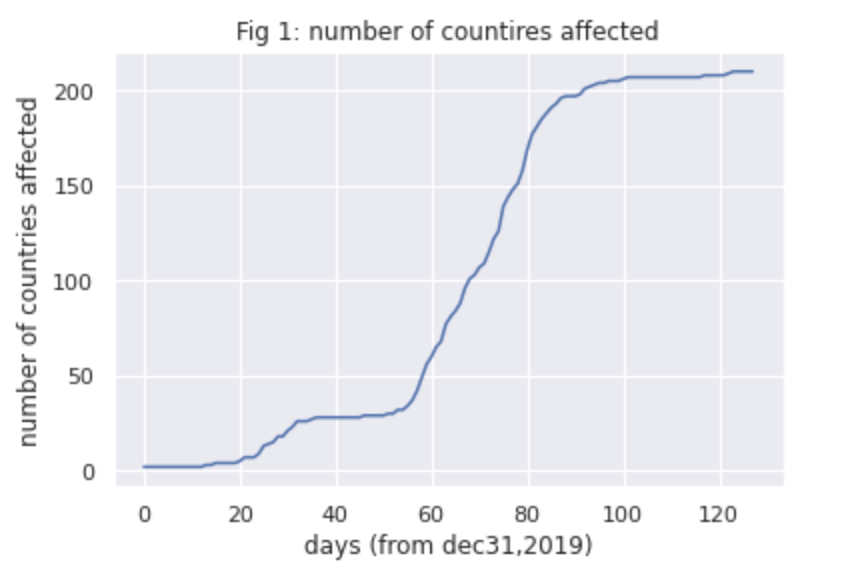 Fig 1: number of countires affected
number of countries affected
200
150
100
50
0
0 20 40 60 80 100 120
days (from dec31,2019)